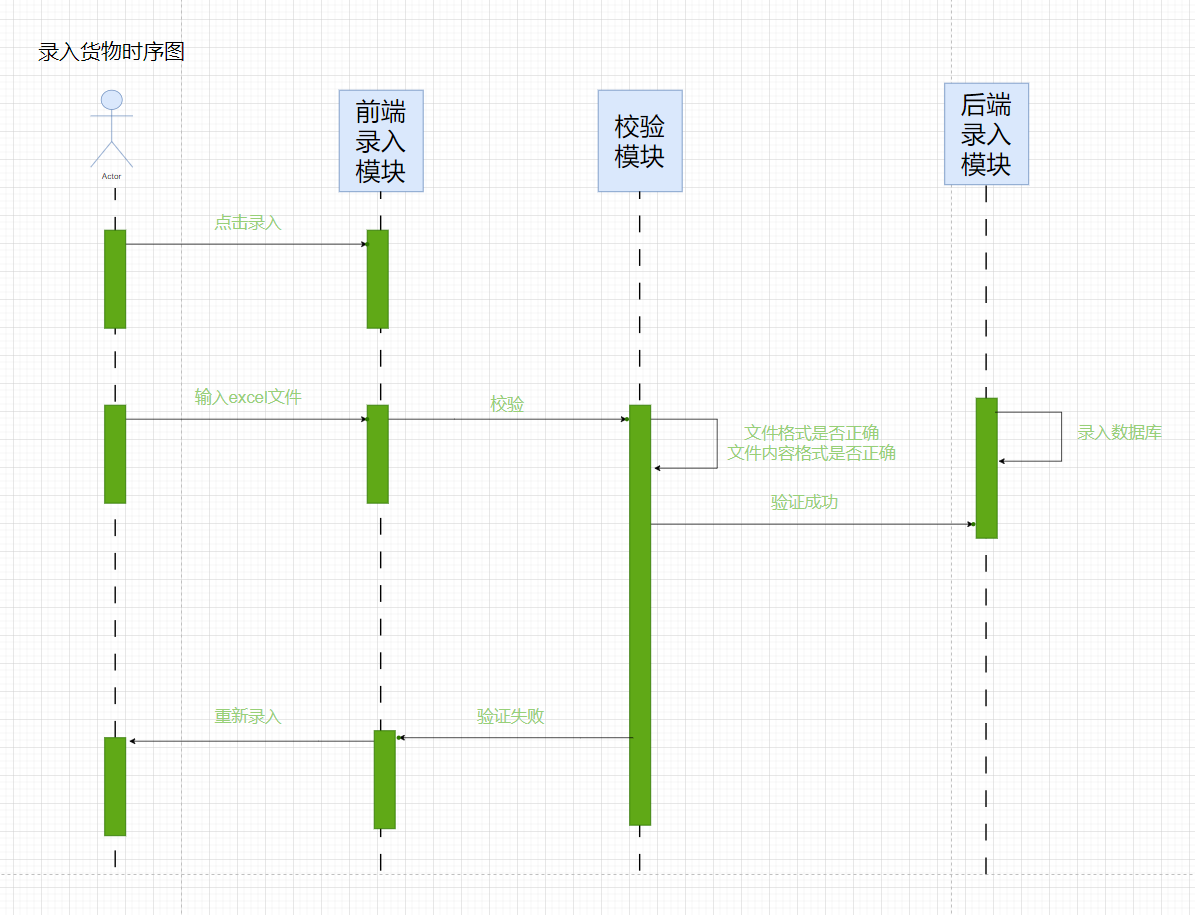 录入货物时序图
Actor
前端
录入
模块
校验
模块
后端
录入
模块
点击录入
输入excel文件
校验
文件格式是否正确
文件内容格式是否正确
录入数据库
验证成功
重新录入
验证失败